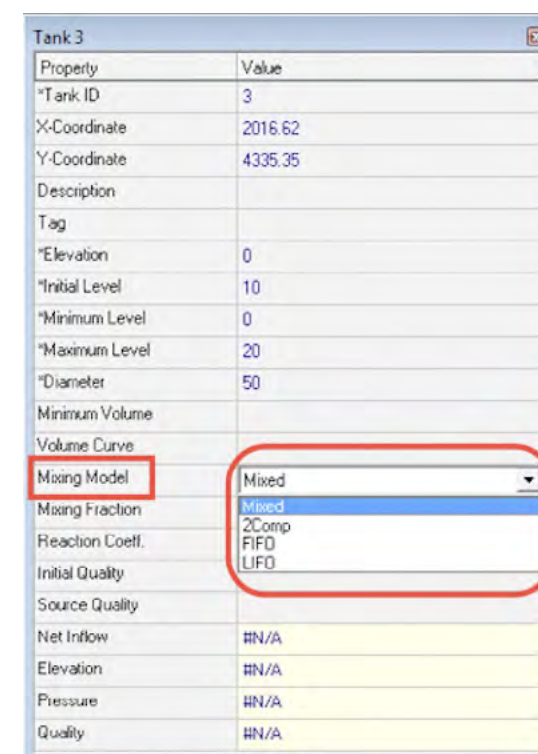 Tank 3
Property Value
*Tank ID 3
X-Coordinate 2016.62
Y-Coordinate 4335.35
Description
Tag
*Elevation 0
*Initial Level 10
*Minimum Level 0
*Maximum Level 20
*Diameter 50
Minimum Volume
Volume Curve
Mixing Model Mixed
Mixing Fraction Mixed
2Comp
Reaction Coeff. FIFO
LIFO
Initial Quality
Source Quality
Net Inflow #N/A
Elevation #N/A
Pressure #N/A
Quality #N/A